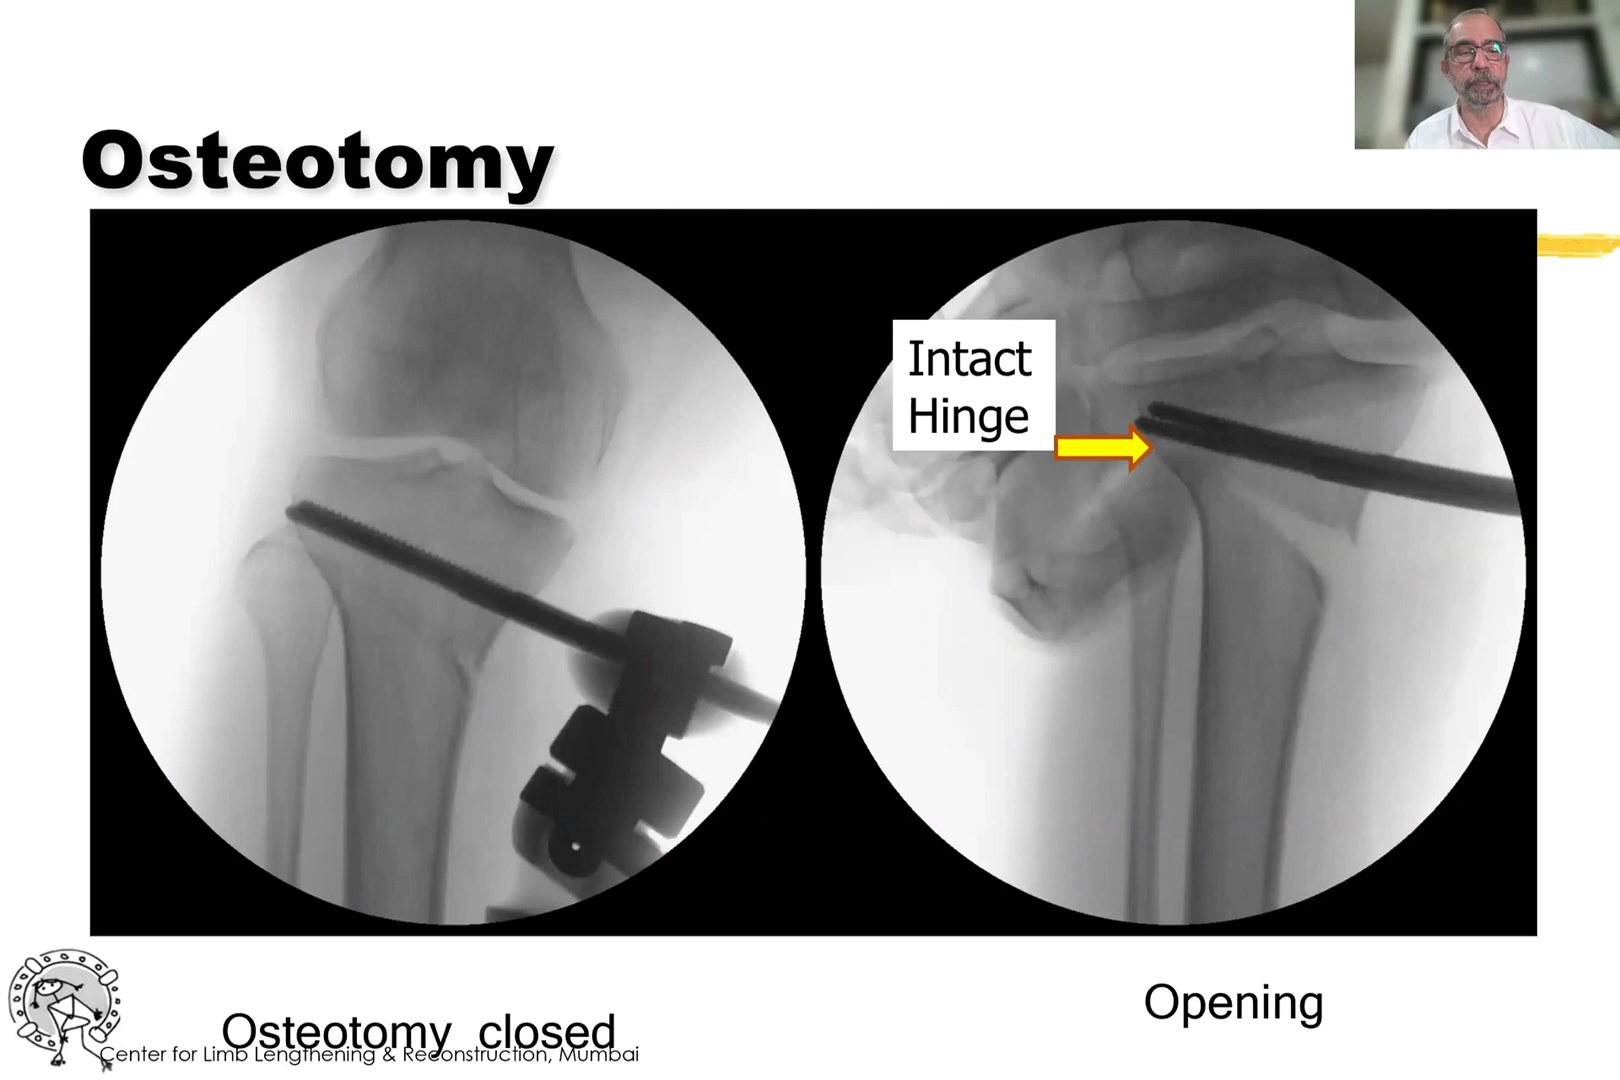 Osteotomy
Intact
Hinge
Opening
Osteotomy closed
Center for Limb Lengthening & Reconstruction, Mumbai